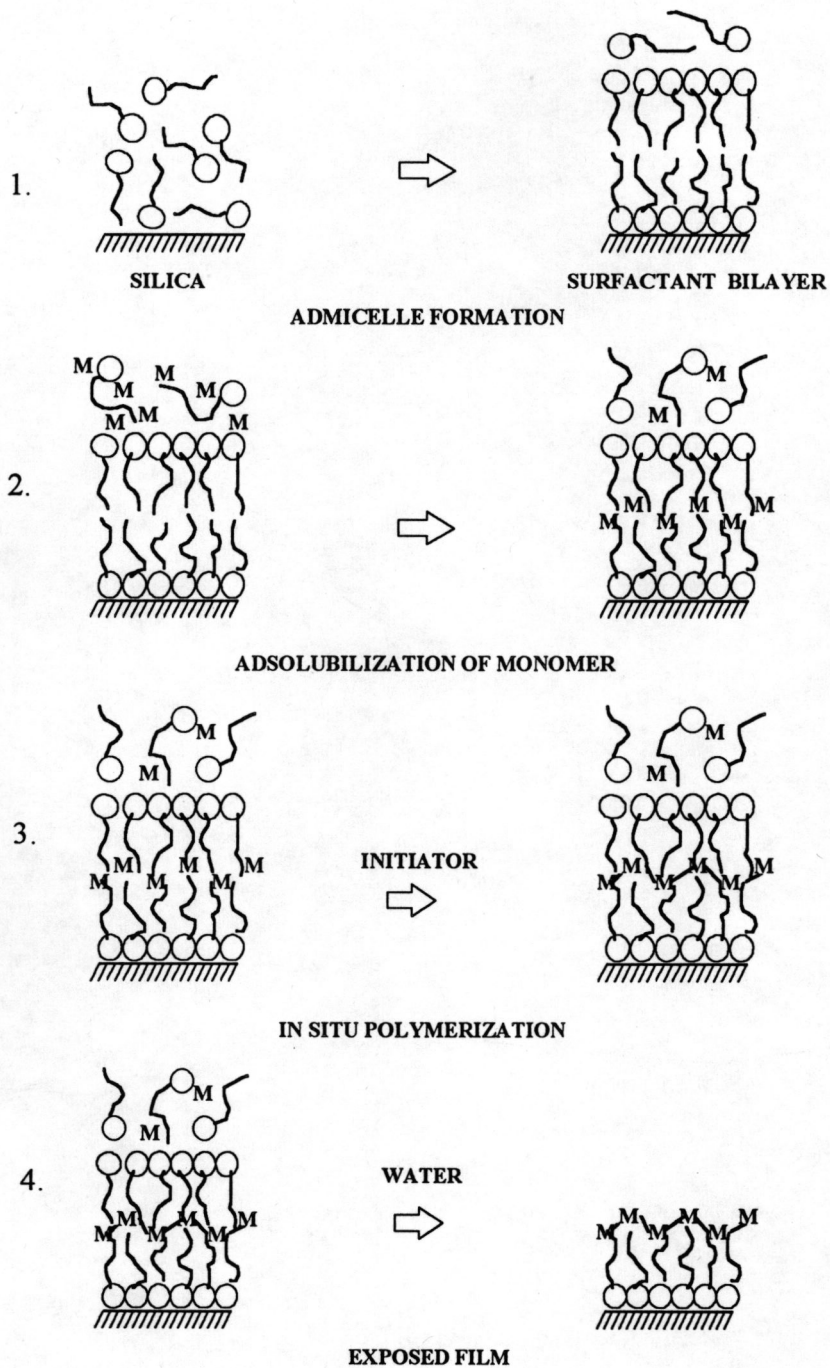 1.
SILICA
SURFACTANT BILAYER
ADMICELLE FORMATION
M M
M M
M M M
M
M
2.
M M M
M M M
ADSOLUBILIZATION OF MONOMER
M
M
M
M
3.
M M M
M M M
INITIATOR
M M M
M M M
IN SITU POLYMERIZATION
M
M
4.
M M M
M M M
WATER
M M M
M M M
EXPOSED FILM